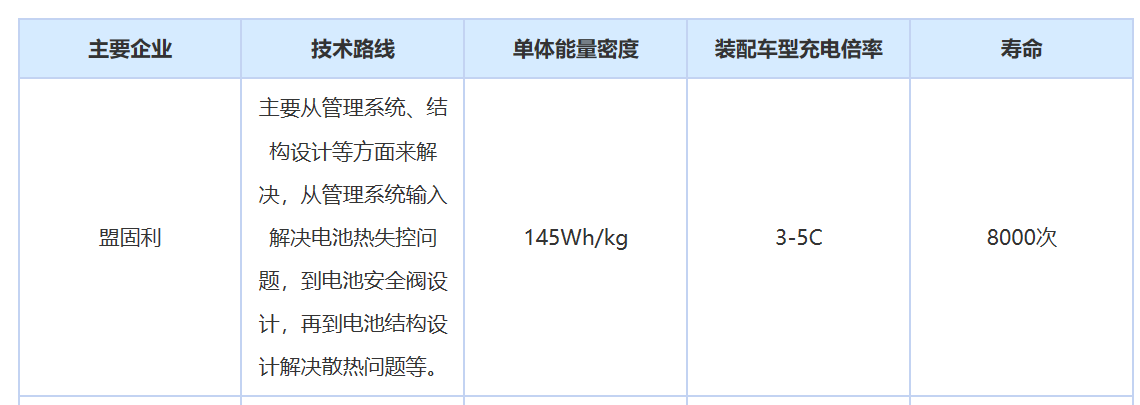 主要企业 技术路线 单体能量密度 装配车型充电倍率 寿命
主要从管理系统、结
构设计等方面来解
决，从管理系统输入
盟固利 解决电池热失控问 145Wh/kg 3-5C 8000次
题，到电池安全阀设
计，再到电池结构设
计解决散热问题等。